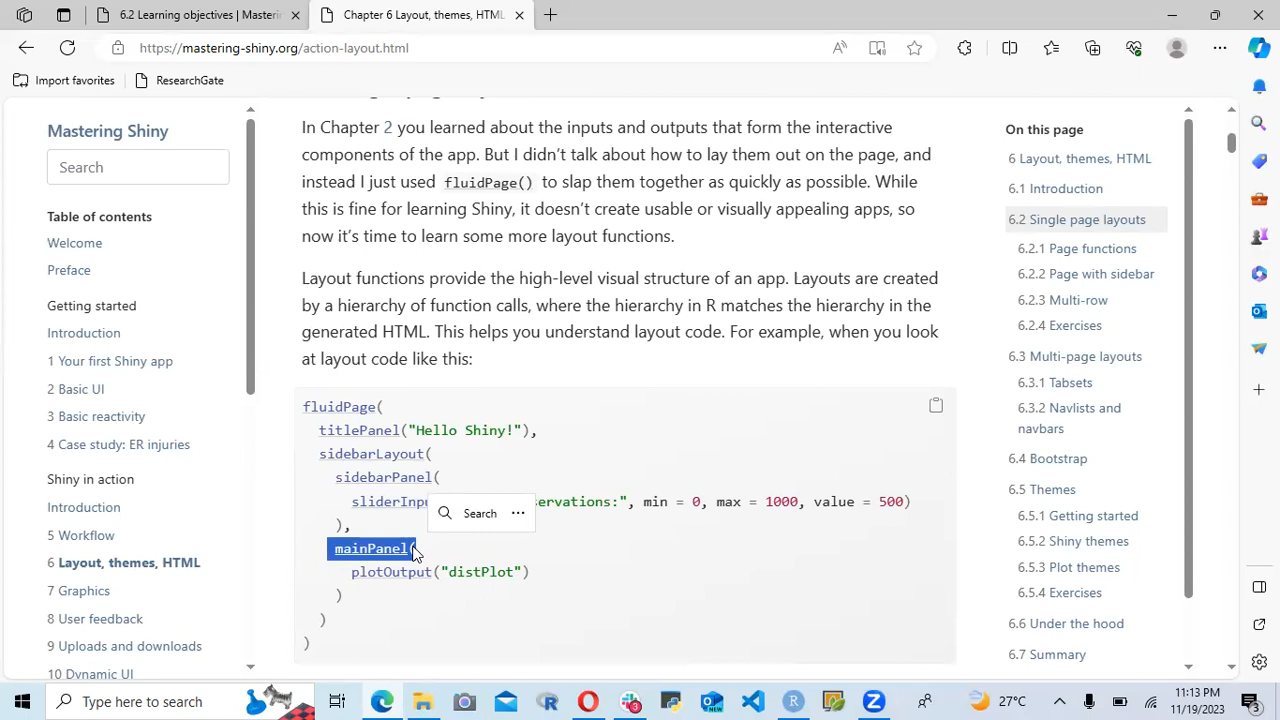 6.2 Learning objectives | Masteri
Chapter 6 Layout, themes, HTML
https://mastering-shiny.org/action-layout.html
Import favorites
ResearchGate
Mastering Shiny
Search
Table of contents
Welcome
Preface
Getting started
Introduction
1 Your first Shiny app
2 Basic UI
3 Basic reactivity
4 Case study: ER injuries
Shiny in action
Introduction
5 Workflow
6 Layout, themes, HTML
7 Graphics
8 User feedback
9 Uploads and downloads
10 Dynamic UI
In Chapter 2 you learned about the inputs and outputs that form the interactive
components of the app. But I didn't talk about how to lay them out on the page, and
instead I just used fluidPage() to slap them together as quickly as possible. While
this is fine for learning Shiny, it doesn't create usable or visually appealing apps, so
now it's time to learn some more layout functions.
Layout functions provide the high-level visual structure of an app. Layouts are created
by a hierarchy of function calls, where the hierarchy in R matches the hierarchy in the
generated HTML. This helps you understand layout code. For example, when you look
at layout code like this:
fluidPage(
titlePanel("Hello Shiny!"),
sidebarLayout(
sidebarPanel(
sliderInpu servations:", min = 0, max = 1000, value = 500)
Search
),
mainPanel(
plotOutput("distPlot")
)
)
)
On this page
6 Layout, themes, HTML
6.1 Introduction
6.2 Single page layouts
6.2.1 Page functions
6.2.2 Page with sidebar
6.2.3 Multi-row
6.2.4 Exercises
6.3 Multi-page layouts
6.3.1 Tabsets
6.3.2 Navlists and
navbars
6.4 Bootstrap
6.5 Themes
6.5.1 Getting started
6.5.2 Shiny themes
6.5.3 Plot themes
6.5.4 Exercises
6.6 Under the hood
6.7 Summary
Type here to search
27°C
11:13 PM
11/19/2023